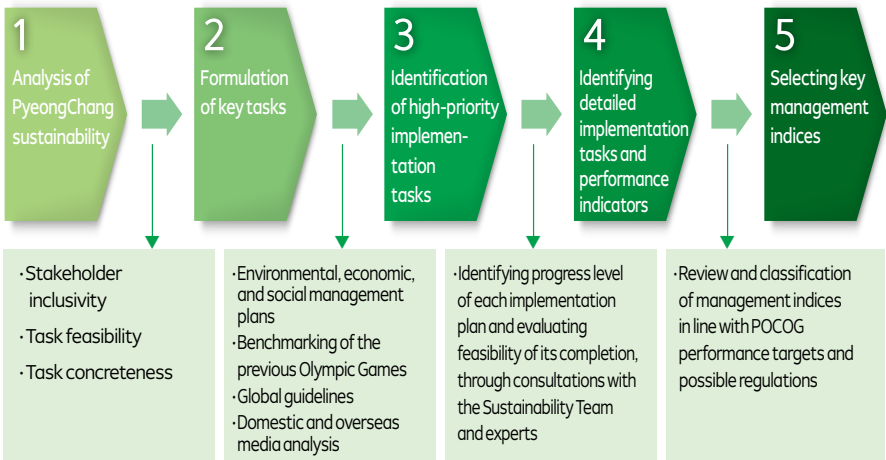 1
Analysis of
PyeongChang
sustainability
2
Formulation
of key tasks
3
Identification
of high-priority
implemen-
tation
tasks
4
Identifying
detailed
implementation
tasks and
performance
indicators
5
Selecting key
management
indices
·Stakeholder
inclusivity
·Task feasibility
·Task concreteness
·Environmental, economic,
and social management
plans
·Benchmarking of the
previous Olympic Games
·Global guidelines
·Domestic and overseas
media analysis
·Identifying progress level
of each implementation
plan and evaluating
feasibility of its completion,
through consultations with
the Sustainability Team
and experts
·Review and classification
of management indices
in line with POCOG
performance targets and
possible regulations